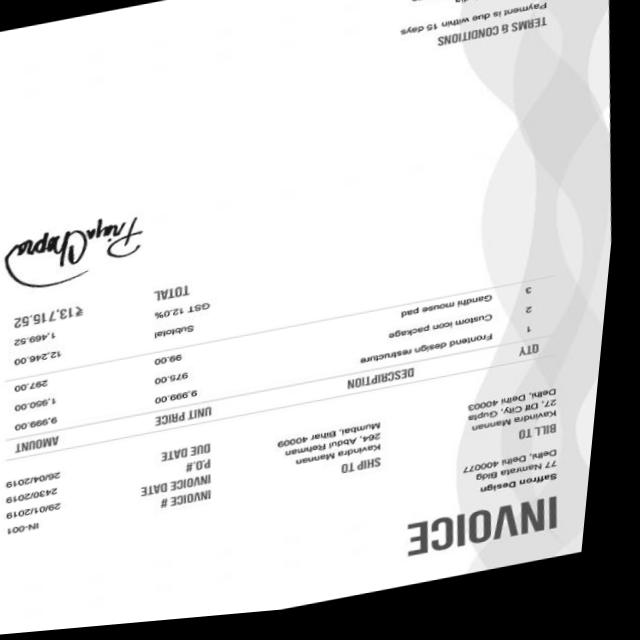 INVOICE
Saffron Design
77 Namrata Bldg
Delhi, Delhi 400077
BILL TO
Kavindra Mannan
27, Dlf City, Gupta
Delhi, Delhi 40003
SHIP TO
Kavindra Mannan
264, Abdul Rehman
Mumbai, Bihar 40009
INVOICE # IN-001
INVOICE DATE 29/01/2019
P.O.# 2430/2019
DUE DATE 26/04/2019
QTY DESCRIPTION UNIT PRICE AMOUNT
1 Frontend design restructure 9,999.00 9,999.00
2 Custom icon package 975.00 1,950.00
3 Gandhi mouse pad 99.00 297.00
Subtotal 12,246.00
GST 12.0% 1,469.52
TOTAL ₹13,715.52
Priya Chopra
TERMS & CONDITIONS
Payment is due within 15 days